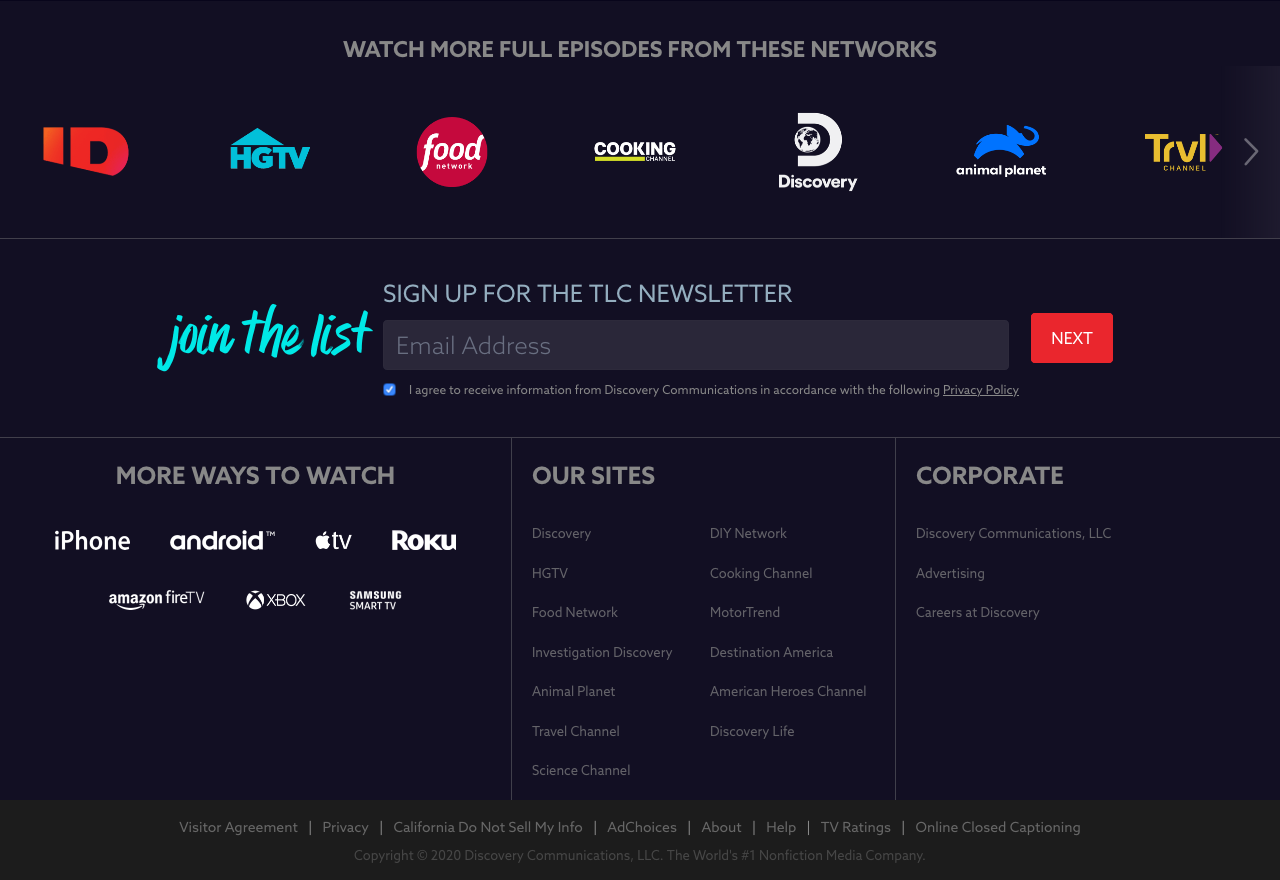 WATCH MORE FULL EPISODES FROM THESE NETWORKS
ID
HGTV
food
network
COOKING
CHANNEL
Discovery
animal planet
Trvl
CHANNEL
join the list
SIGN UP FOR THE TLC NEWSLETTER
Email Address
NEXT
I agree to receive information from Discovery Communications in accordance with the following Privacy Policy
MORE WAYS TO WATCH
iPhone
android™
tv
ROKU
amazon fireTV
XBOX
SAMSUNG
SMART TV
OUR SITES
Discovery
HGTV
Food Network
Investigation Discovery
Animal Planet
Travel Channel
Science Channel
DIY Network
Cooking Channel
MotorTrend
Destination America
American Heroes Channel
Discovery Life
CORPORATE
Discovery Communications, LLC
Advertising
Careers at Discovery
Visitor Agreement | Privacy | California Do Not Sell My Info | AdChoices | About | Help | TV Ratings | Online Closed Captioning
Copyright © 2020 Discovery Communications, LLC. The World's #1 Nonfiction Media Company.